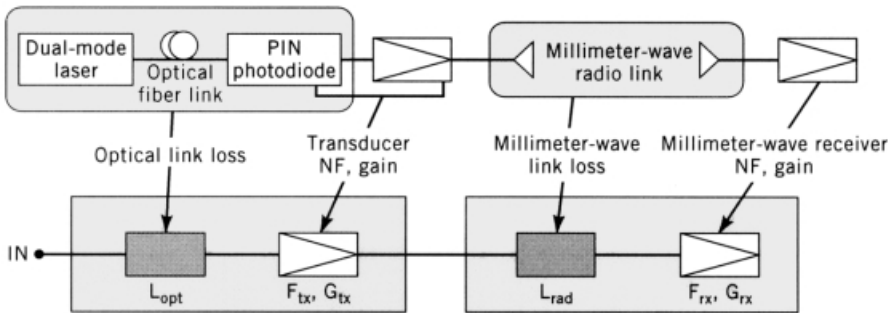 Dual-mode
laser
Optical
fiber link
PIN
photodiode
Millimeter-wave
radio link
Optical link loss
Transducer
NF, gain
Millimeter-wave
link loss
Millimeter-wave receiver
NF, gain
IN
L_opt
F_tx, G_tx
L_rad
F_rx, G_rx